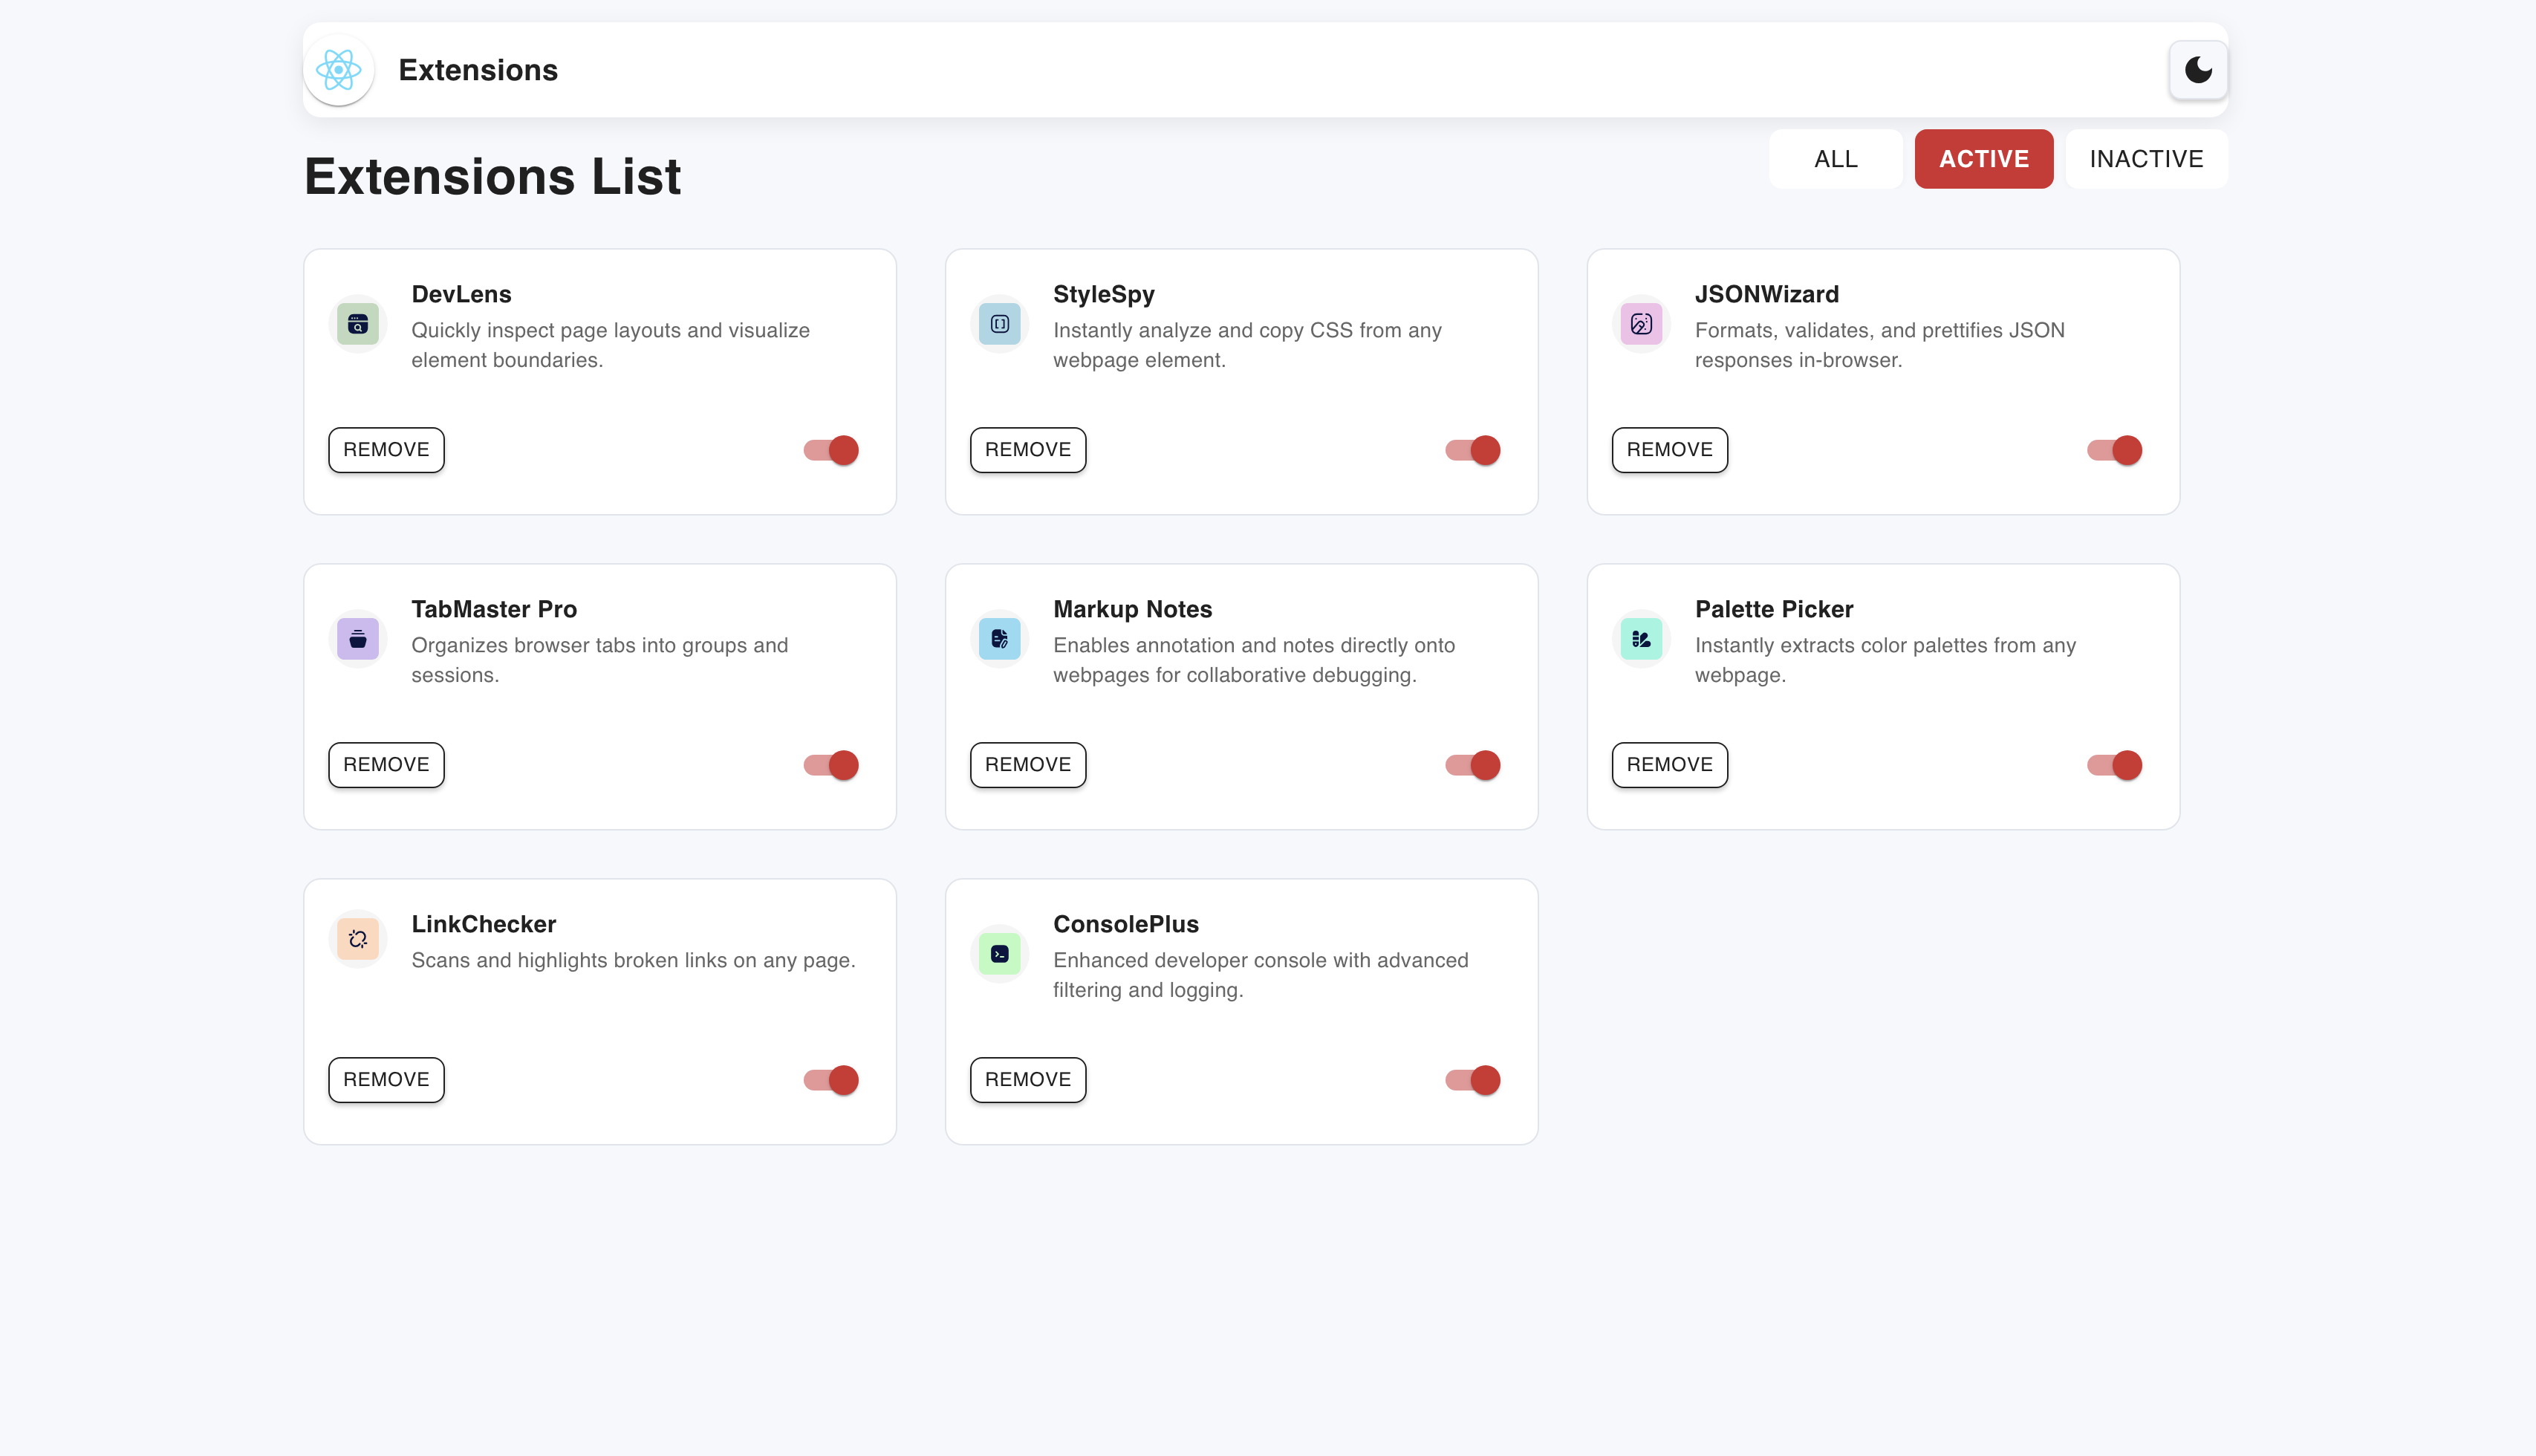 Extensions
Extensions List
ALL
ACTIVE
INACTIVE
DevLens
Quickly inspect page layouts and visualize
element boundaries.
REMOVE
StyleSpy
Instantly analyze and copy CSS from any
webpage element.
REMOVE
JSONWizard
Formats, validates, and prettifies JSON
responses in-browser.
REMOVE
TabMaster Pro
Organizes browser tabs into groups and
sessions.
REMOVE
Markup Notes
Enables annotation and notes directly onto
webpages for collaborative debugging.
REMOVE
Palette Picker
Instantly extracts color palettes from any
webpage.
REMOVE
LinkChecker
Scans and highlights broken links on any page.
REMOVE
ConsolePlus
Enhanced developer console with advanced
filtering and logging.
REMOVE